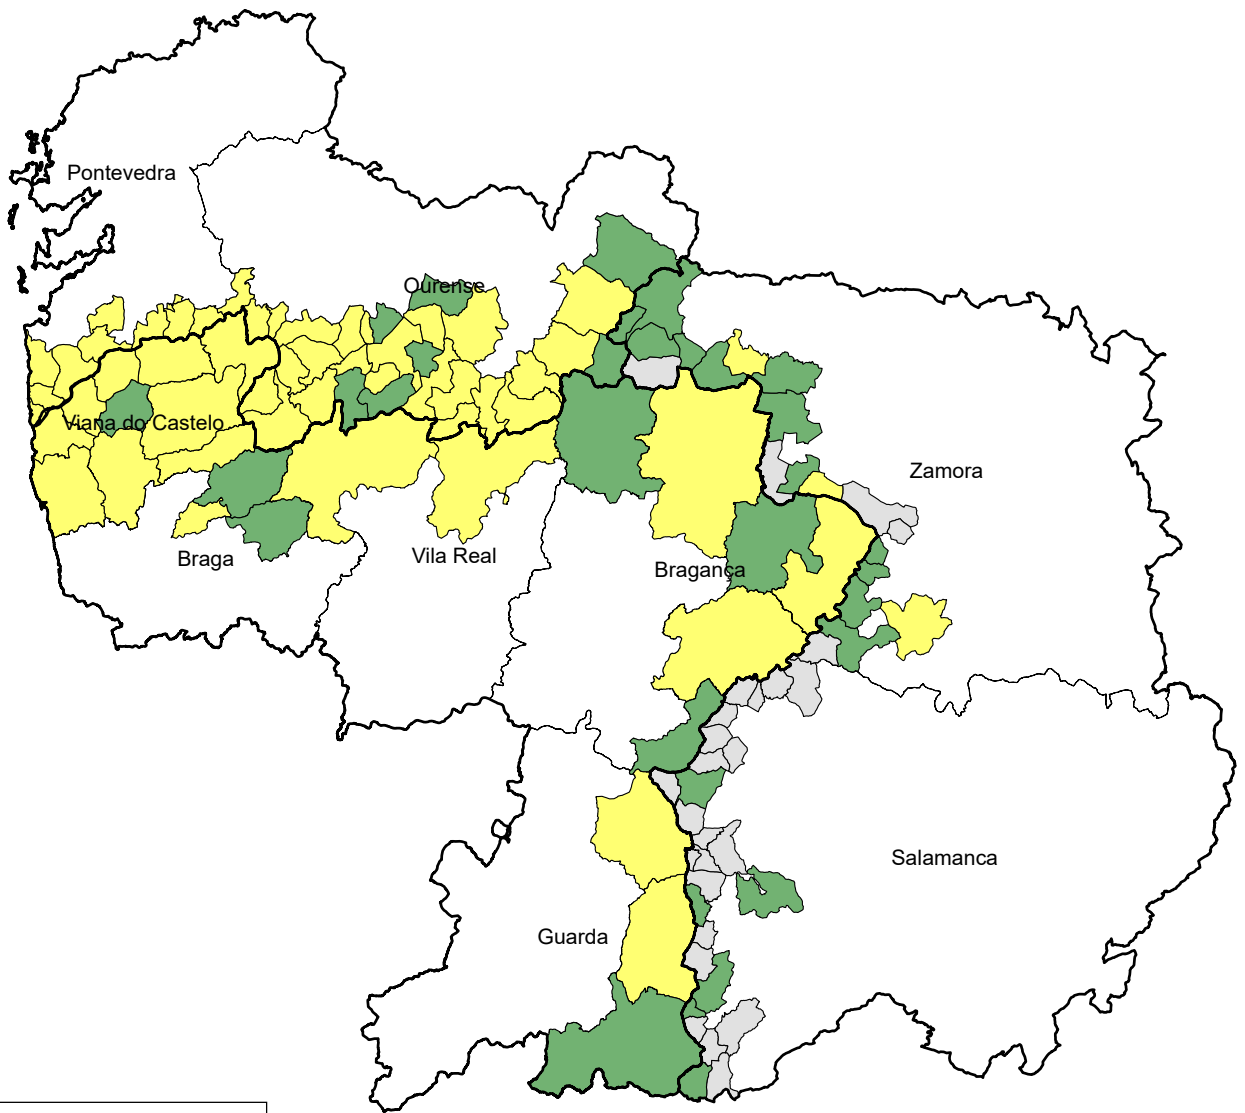 Pontevedra
Ourense
Viana do Castelo
Zamora
Braga
Vila Real
Bragança
Salamanca
Guarda